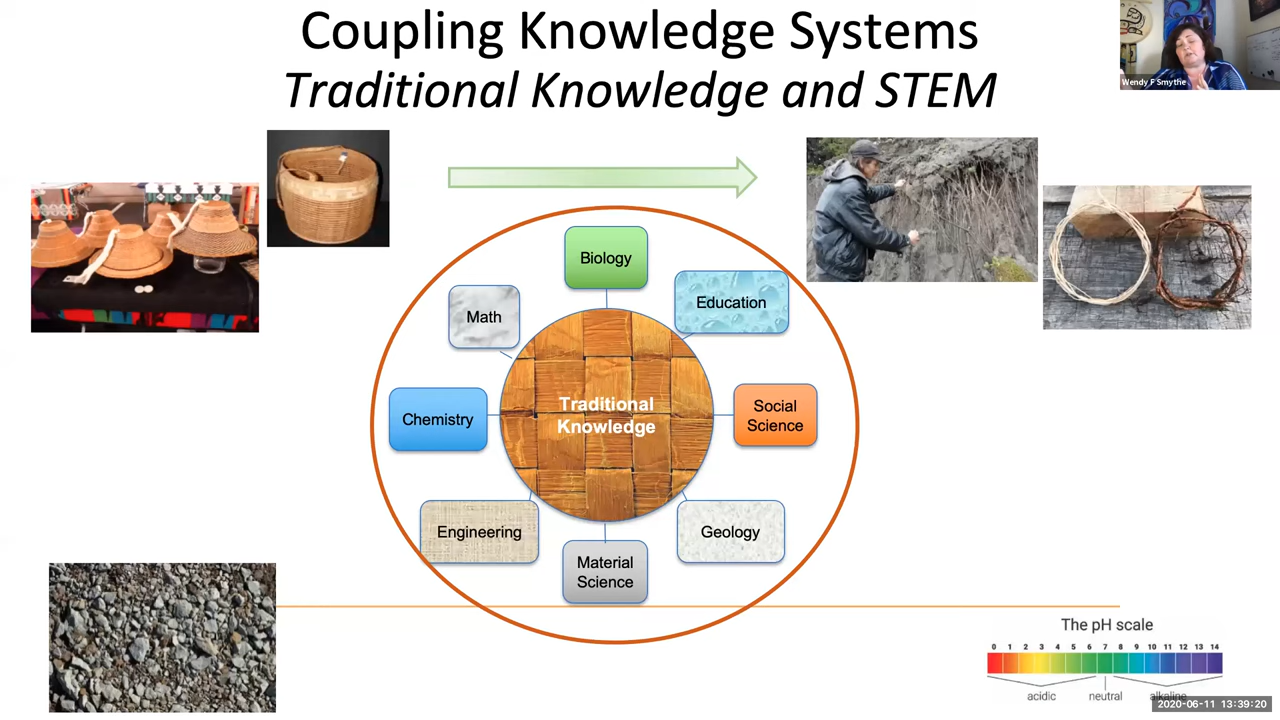 Coupling Knowledge Systems
Traditional Knowledge and STEM
Wendy F Smythe
Biology
Education
Math
Traditional
Knowledge
Social
Science
Chemistry
Engineering
Geology
Material
Science
The pH scale
0 1 2 3 4 5 6 7 8 9 10 11 12 13 14
acidic neutral alkaline
2020-06-11 13:39:20